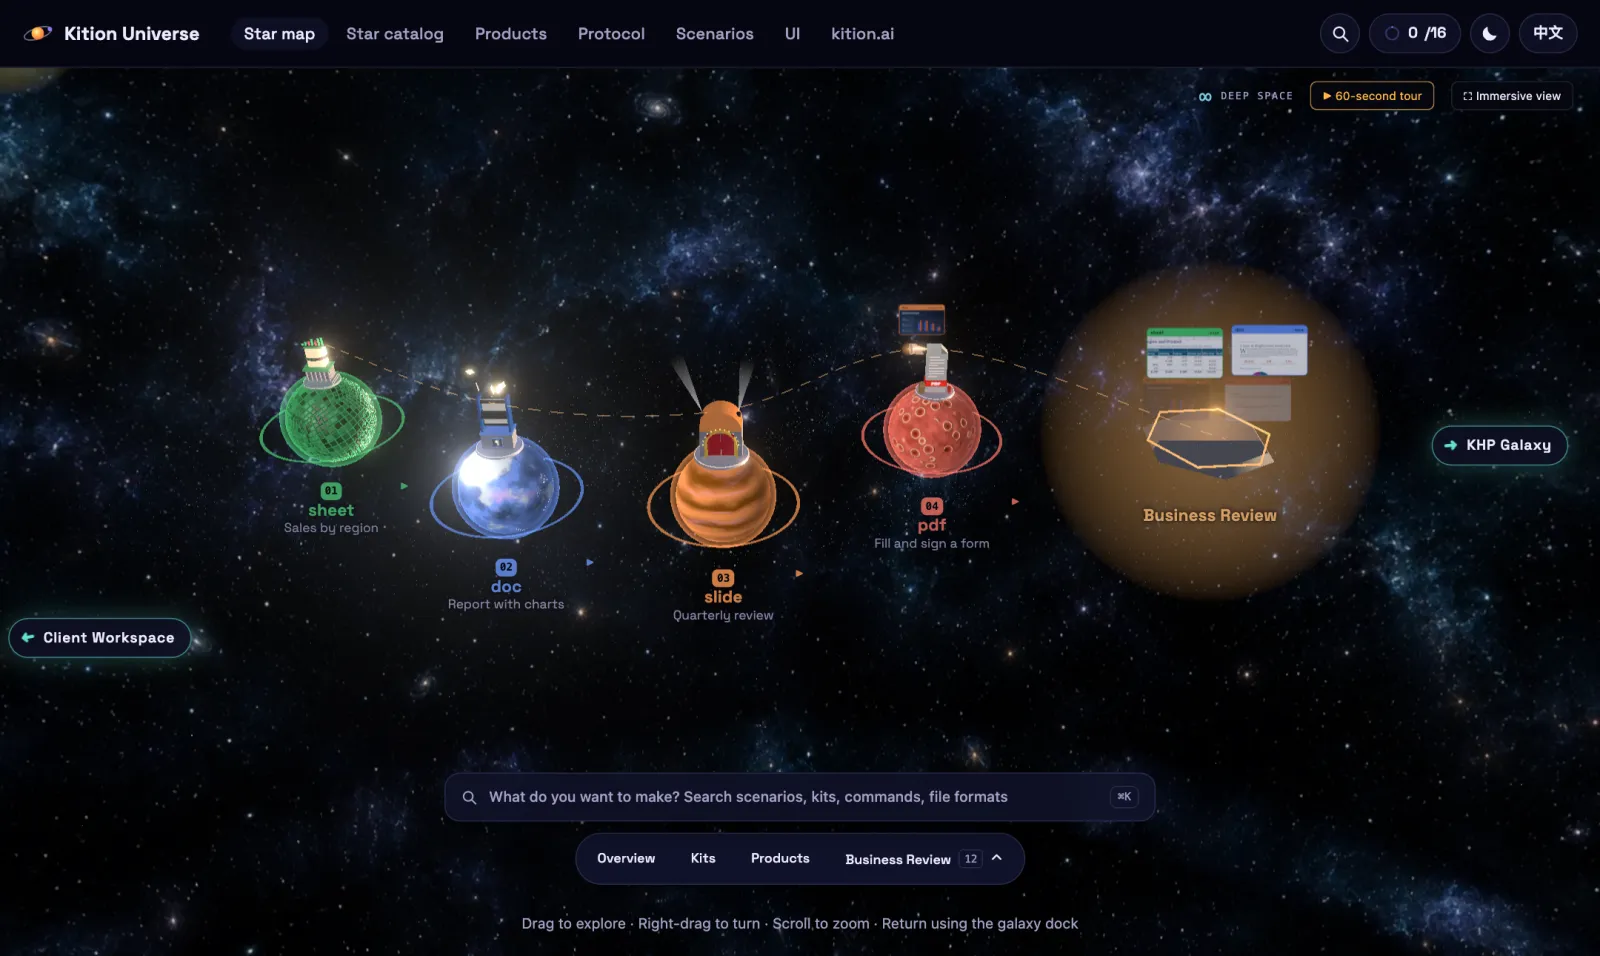 Kition Universe
Star map
Star catalog
Products
Protocol
Scenarios
UI
kition.ai
0 /16
中文
∞ DEEP SPACE
▶ 60-second tour
Immersive view
01
sheet
Sales by region
02
doc
Report with charts
03
slide
Quarterly review
PDF
04
pdf
Fill and sign a form
Business Review
→ KHP Galaxy
← Client Workspace
What do you want to make? Search scenarios, kits, commands, file formats
⌘K
Overview
Kits
Products
Business Review 12
Drag to explore · Right-drag to turn · Scroll to zoom · Return using the galaxy dock